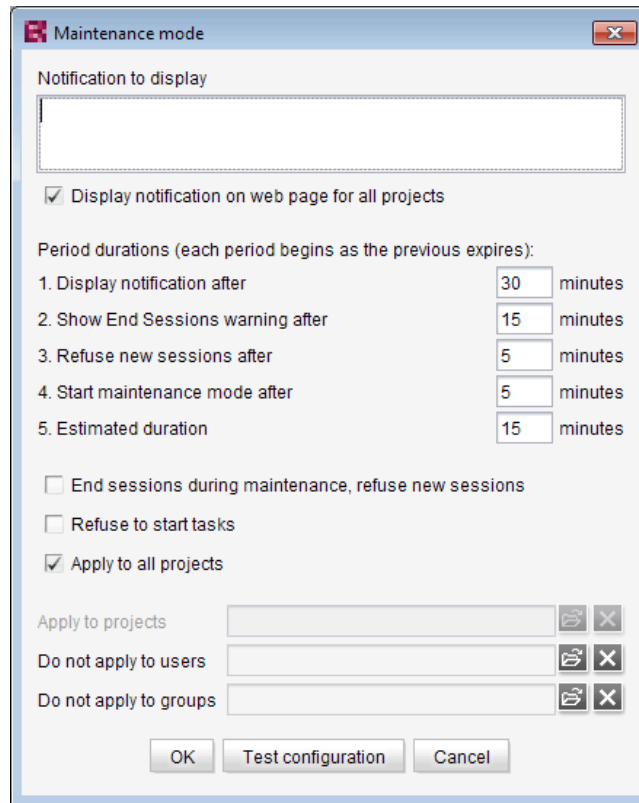 Maintenance mode
Notification to display
Display notification on web page for all projects
Period durations (each period begins as the previous expires):
1. Display notification after 30 minutes
2. Show End Sessions warning after 15 minutes
3. Refuse new sessions after 5 minutes
4. Start maintenance mode after 5 minutes
5. Estimated duration 15 minutes
End sessions during maintenance, refuse new sessions
Refuse to start tasks
Apply to all projects
Apply to projects
Do not apply to users
Do not apply to groups
OK Test configuration Cancel